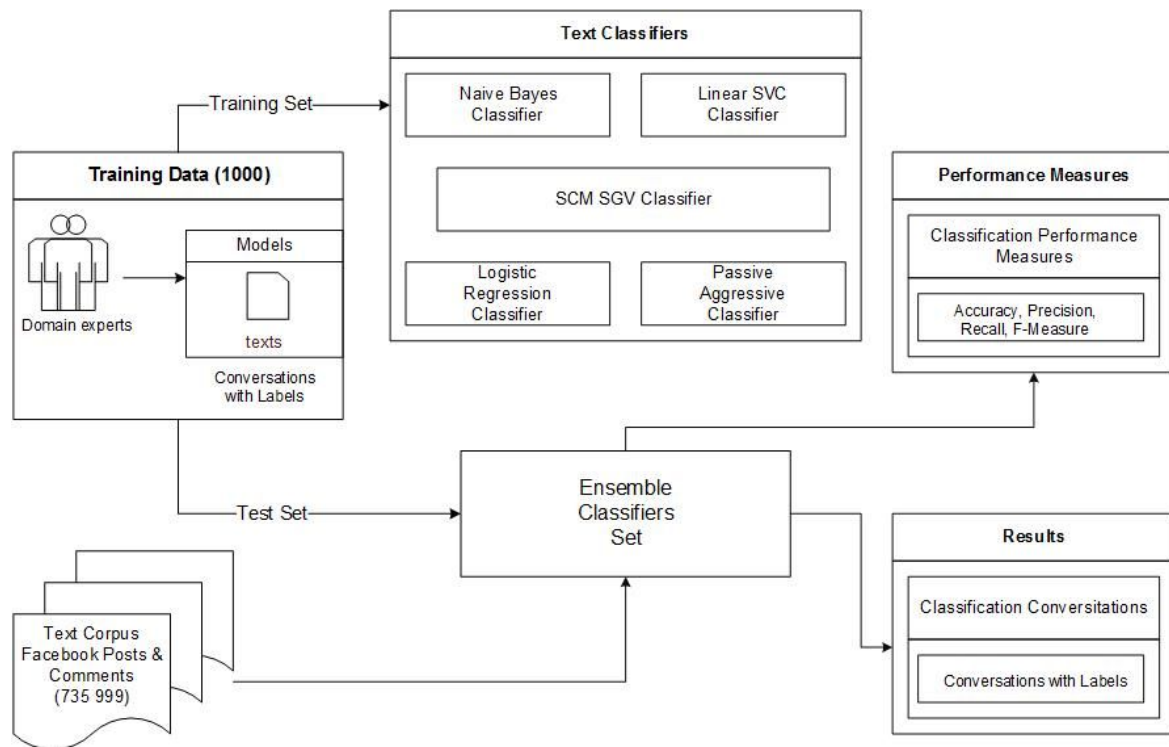 Text Classifiers
Naive Bayes
Classifier
Linear SVC
Classifier
SCM SGV Classifier
Logistic
Regression
Classifier
Passive
Aggressive
Classifier
Training Set
Training Data (1000)
Domain experts
Models
texts
Conversations
with Labels
Performance Measures
Classification Performance
Measures
Accuracy, Precision,
Recall, F-Measure
Test Set
Ensemble
Classifiers
Set
Results
Classification Conversitations
Conversations with Labels
Text Corpus
Facebook Posts &
Comments
(735 999)